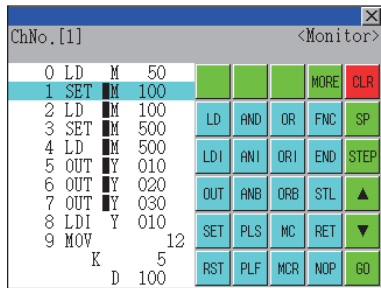 ChNo.[1] <Monitor>
0 LD M 50
1 SET M 100
2 LD M 100
3 SET M 500
4 LD M 500
5 OUT Y 010
6 OUT Y 020
7 OUT Y 030
8 LDI Y 010
9 MOV 12
K 5
D 100
MORE CLR
LD AND OR FNC SP
LDI ANI ORI END STEP
OUT ANB ORB STL ▲
SET PLS MC RET ▼
RST PLF MCR NOP GO